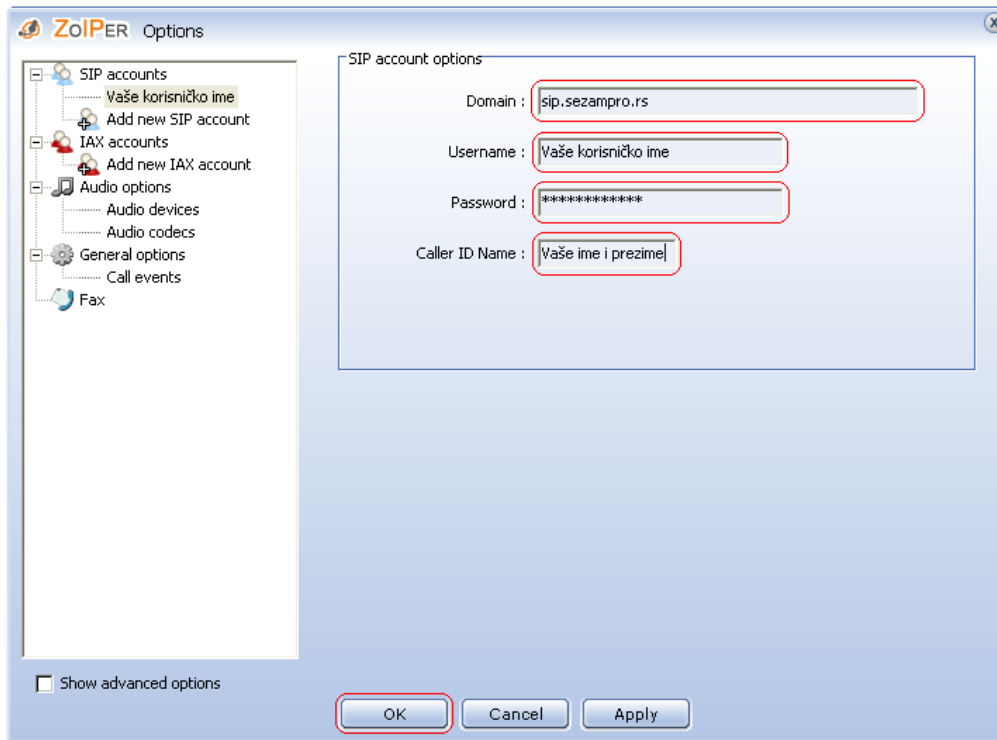 ZoIPER Options
SIP accounts
Vaše korisničko ime
Add new SIP account
IAX accounts
Add new IAX account
Audio options
Audio devices
Audio codecs
General options
Call events
Fax
SIP account options
Domain : sip.sezampro.rs
Username : Vaše korisničko ime
Password : ************
Caller ID Name : Vaše ime i prezime
Show advanced options
OK Cancel Apply